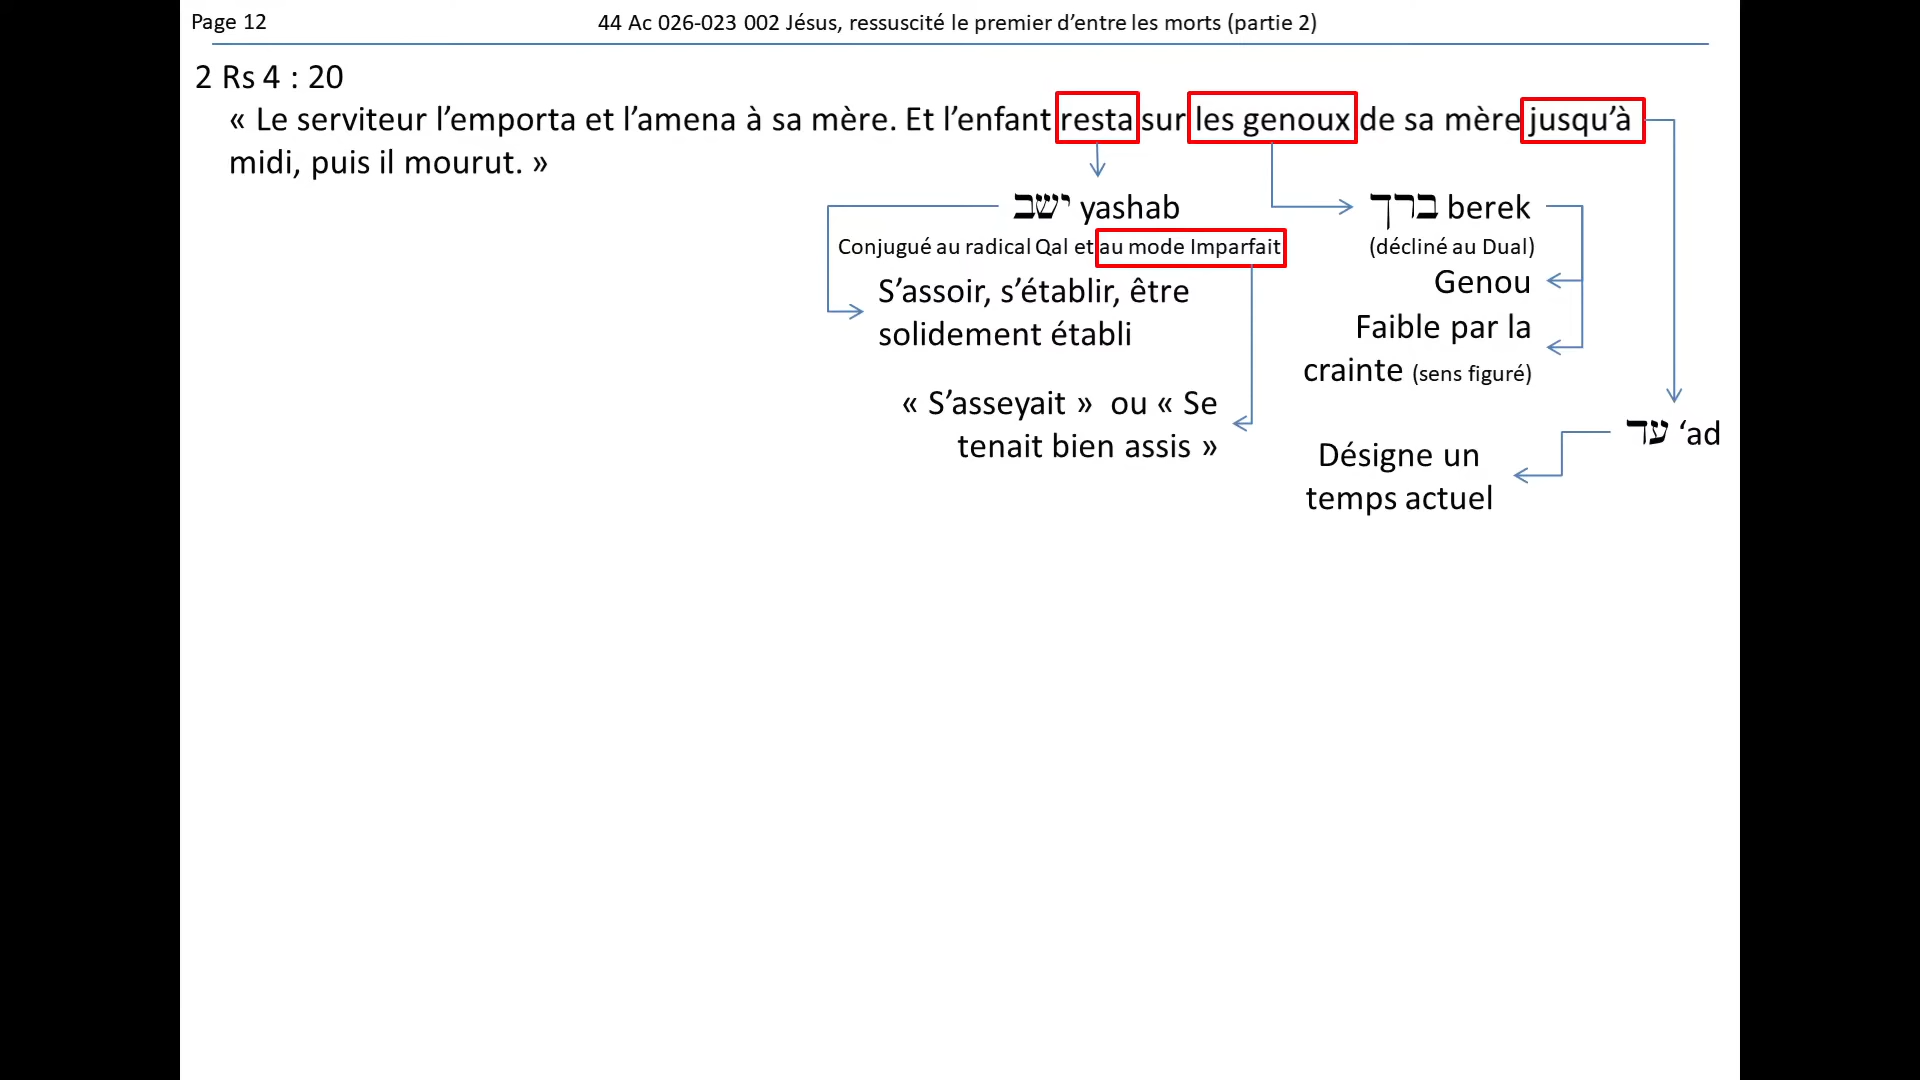 Page 12
44 Ac 026-023 002 Jésus, ressuscité le premier d’entre les morts (partie 2)
2 Rs 4 : 20
« Le serviteur l’emporta et l’amena à sa mère. Et l’enfant resta sur les genoux de sa mère jusqu’à
midi, puis il mourut. »
ישב yashab
Conjugué au radical Qal et au mode Imparfait
S’assoir, s’établir, être
solidement établi
« S’asseyait »  ou « Se
tenait bien assis »
ברך berek
(décliné au Dual)
Genou
Faible par la
crainte (sens figuré)
עד ‘ad
Désigne un
temps actuel